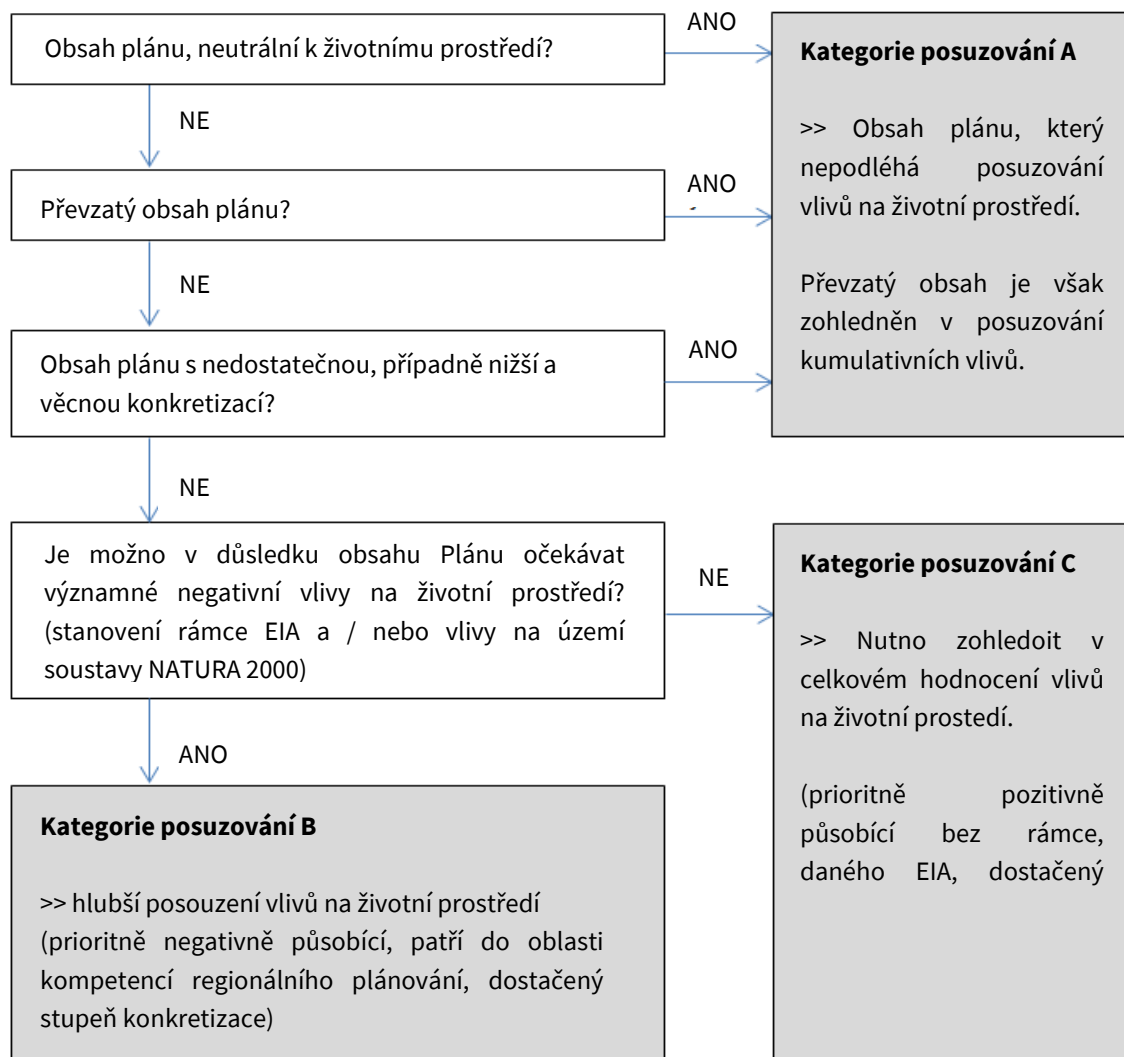 Obsah plánu, neutrální k životnímu prostředí?
ANO
NE
Převzatý obsah plánu?
ANO
NE
Obsah plánu s nedostatečnou, případně nižší a
věcnou konkretizací?
ANO
NE
Kategorie posuzování A
>> Obsah plánu, který
nepodléhá posuzování
vlivů na životní prostředí.
Převzatý obsah je však
zohledněn v posuzování
kumulativních vlivů.
Je možno v důsledku obsahu Plánu očekávat
významné negativní vlivy na životní prostředí?
(stanovení rámce EIA a / nebo vlivy na území
soustavy NATURA 2000)
NE
ANO
Kategorie posuzování C
>> Nutno zohledoit v
celkovém hodnocení vlivů
na životní prostedí.
(prioritně pozitivně
působící bez rámce,
daného EIA, dostačený
Kategorie posuzování B
>> hlubší posouzení vlivů na životní prostředí
(prioritně negativně působící, patří do oblasti
kompetencí regionálního plánování, dostačený
stupeň konkretizace)